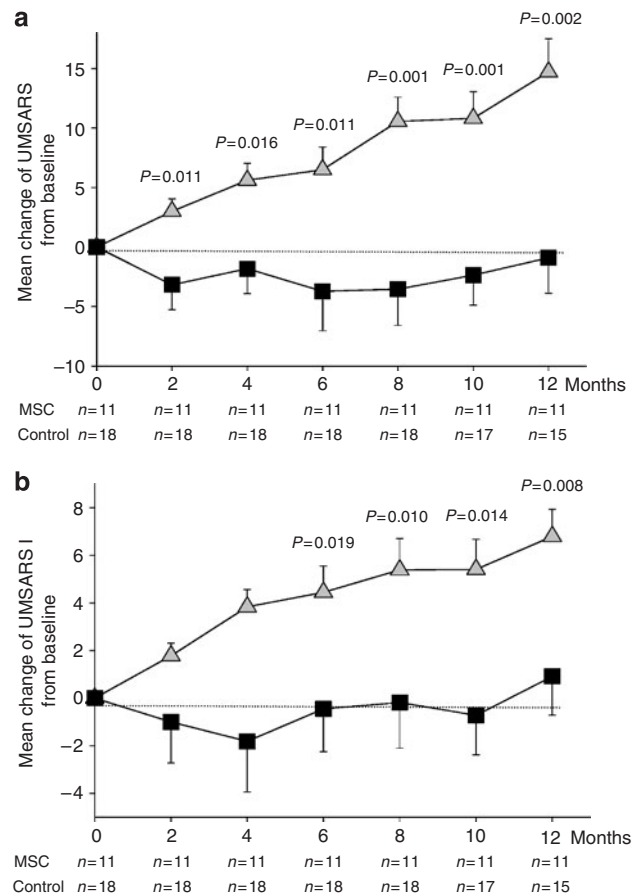 a
Mean change of UMSARS
from baseline
15
10
5
0
−5
−10
P=0.011
P=0.016
P=0.011
P=0.001
P=0.001
P=0.002
0 2 4 6 8 10 12 Months
MSC n=11 n=11 n=11 n=11 n=11 n=11 n=11
Control n=18 n=18 n=18 n=18 n=18 n=17 n=15
b
Mean change of UMSARS I
from baseline
8
6
4
2
0
−2
−4
P=0.019
P=0.010
P=0.014
P=0.008
0 2 4 6 8 10 12 Months
MSC n=11 n=11 n=11 n=11 n=11 n=11 n=11
Control n=18 n=18 n=18 n=18 n=18 n=17 n=15